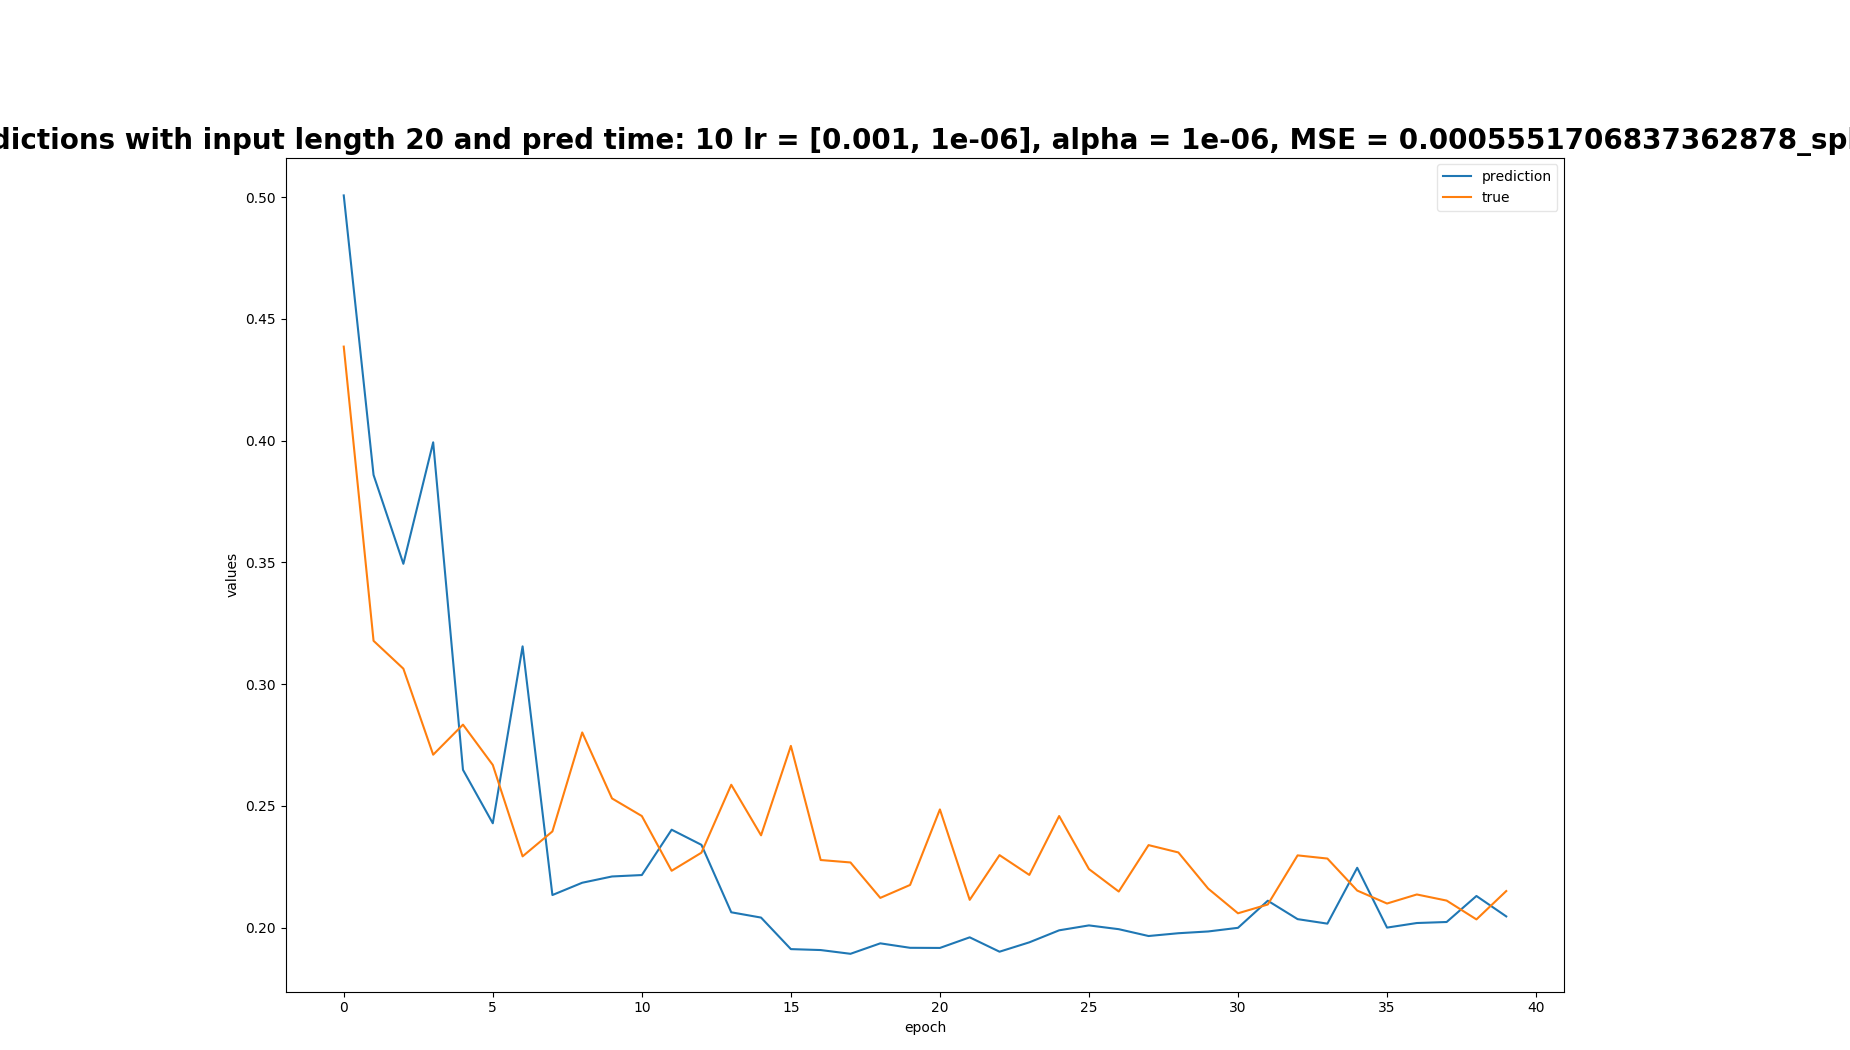 dictions with input length 20 and pred time: 10 lr = [0.001, 1e-06], alpha = 1e-06, MSE = 0.0005551706837362878_spl
prediction
true
0.50
0.45
0.40
0.35
0.30
0.25
0.20
values
0 5 10 15 20 25 30 35 40
epoch